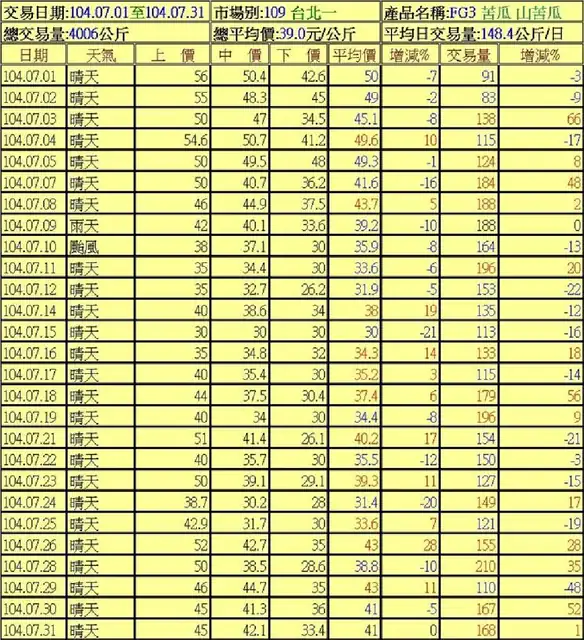 交易日期:104.07.01至104.07.31 市場別:109 台北一 產品名稱:FG3 苦瓜 山苦瓜
總交易量:4006公斤 總平均價:39.0元/公斤 平均日交易量:148.4公斤/日
日期 天氣 上 價 中 價 下 價 平均價 增減% 交易量 增減%
104.07.01 晴天 56 50.4 42.6 50 -7 91 -3
104.07.02 晴天 55 48.3 45 49 -2 83 -9
104.07.03 晴天 50 47 34.5 45.1 -8 138 66
104.07.04 晴天 54.6 50.7 41.2 49.6 10 115 -17
104.07.05 晴天 50 49.5 48 49.3 -1 124 8
104.07.07 晴天 50 40.7 36.2 41.6 -16 184 48
104.07.08 晴天 46 44.9 37.5 43.7 5 188 2
104.07.09 雨天 42 40.1 33.6 39.2 -10 188 0
104.07.10 颱風 38 37.1 30 35.9 -8 164 -13
104.07.11 晴天 35 34.4 30 33.6 -6 196 20
104.07.12 晴天 35 32.7 26.2 31.9 -5 153 -22
104.07.14 晴天 40 38.6 34 38 19 135 -12
104.07.15 晴天 30 30 30 30 -21 113 -16
104.07.16 晴天 35 34.8 32 34.3 14 133 18
104.07.17 晴天 40 35.4 30 35.2 3 115 -14
104.07.18 晴天 44 37.5 30.4 37.4 6 179 56
104.07.19 晴天 40 34 30 34.4 -8 196 9
104.07.21 晴天 51 41.4 26.1 40.2 17 154 -21
104.07.22 晴天 40 35.7 30 35.5 -12 150 -3
104.07.23 晴天 50 39.1 29.1 39.3 11 127 -15
104.07.24 晴天 38.7 30.2 28 31.4 -20 149 17
104.07.25 晴天 42.9 31.7 30 33.6 7 121 -19
104.07.26 晴天 52 42.7 35 43 28 155 28
104.07.28 晴天 50 38.5 28.6 38.8 -10 210 35
104.07.29 晴天 46 44.7 35 43 11 110 -48
104.07.30 晴天 45 41.3 36 41 -5 167 52
104.07.31 晴天 45 42.1 33.4 41 0 168 1